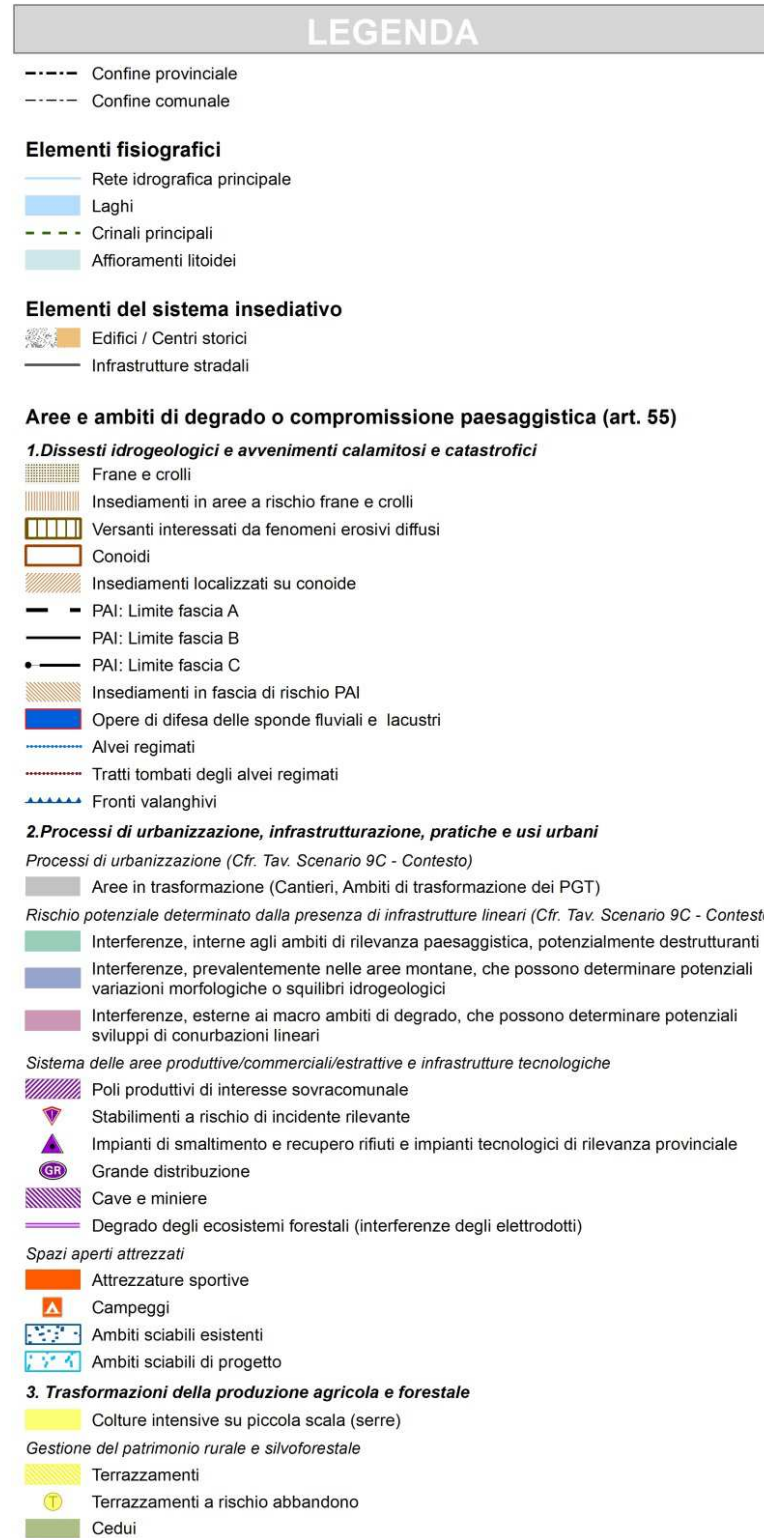 LEGENDA
Confine provinciale
Confine comunale
Elementi fisiografici
Rete idrografica principale
Laghi
Crinali principali
Affioramenti litoidei
Elementi del sistema insediativo
Edifici / Centri storici
Infrastrutture stradali
Aree e ambiti di degrado o compromissione paesaggistica (art. 55)
1.Dissesti idrogeologici e avvenimenti calamitosi e catastrofici
Frane e crolli
Insediamenti in aree a rischio frane e crolli
Versanti interessati da fenomeni erosivi diffusi
Conoidi
Insediamenti localizzati su conoide
PAI: Limite fascia A
PAI: Limite fascia B
PAI: Limite fascia C
Insediamenti in fascia di rischio PAI
Opere di difesa delle sponde fluviali e lacustri
Alvei regimati
Tratti tombati degli alvei regimati
Fronti valanghivi
2.Processi di urbanizzazione, infrastrutturazione, pratiche e usi urbani
Processi di urbanizzazione (Cfr. Tav. Scenario 9C - Contesto)
Aree in trasformazione (Cantieri, Ambiti di trasformazione dei PGT)
Rischio potenziale determinato dalla presenza di infrastrutture lineari (Cfr. Tav. Scenario 9C - Contesto
Interferenze, interne agli ambiti di rilevanza paesaggistica, potenzialmente destrutturanti
Interferenze, prevalentemente nelle aree montane, che possono determinare potenziali
variazioni morfologiche o squilibri idrogeologici
Interferenze, esterne ai macro ambiti di degrado, che possono determinare potenziali
sviluppi di conurbazioni lineari
Sistema delle aree produttive/commerciali/estrattive e infrastrutture tecnologiche
Poli produttivi di interesse sovracomunale
! Stabilimenti a rischio di incidente rilevante
Impianti di smaltimento e recupero rifiuti e impianti tecnologici di rilevanza provinciale
GR Grande distribuzione
Cave e miniere
Degrado degli ecosistemi forestali (interferenze degli elettrodotti)
Spazi aperti attrezzati
Attrezzature sportive
Campeggi
Ambiti sciabili esistenti
Ambiti sciabili di progetto
3. Trasformazioni della produzione agricola e forestale
Colture intensive su piccola scala (serre)
Gestione del patrimonio rurale e silvoforestale
Terrazzamenti
T Terrazzamenti a rischio abbandono
Cedui